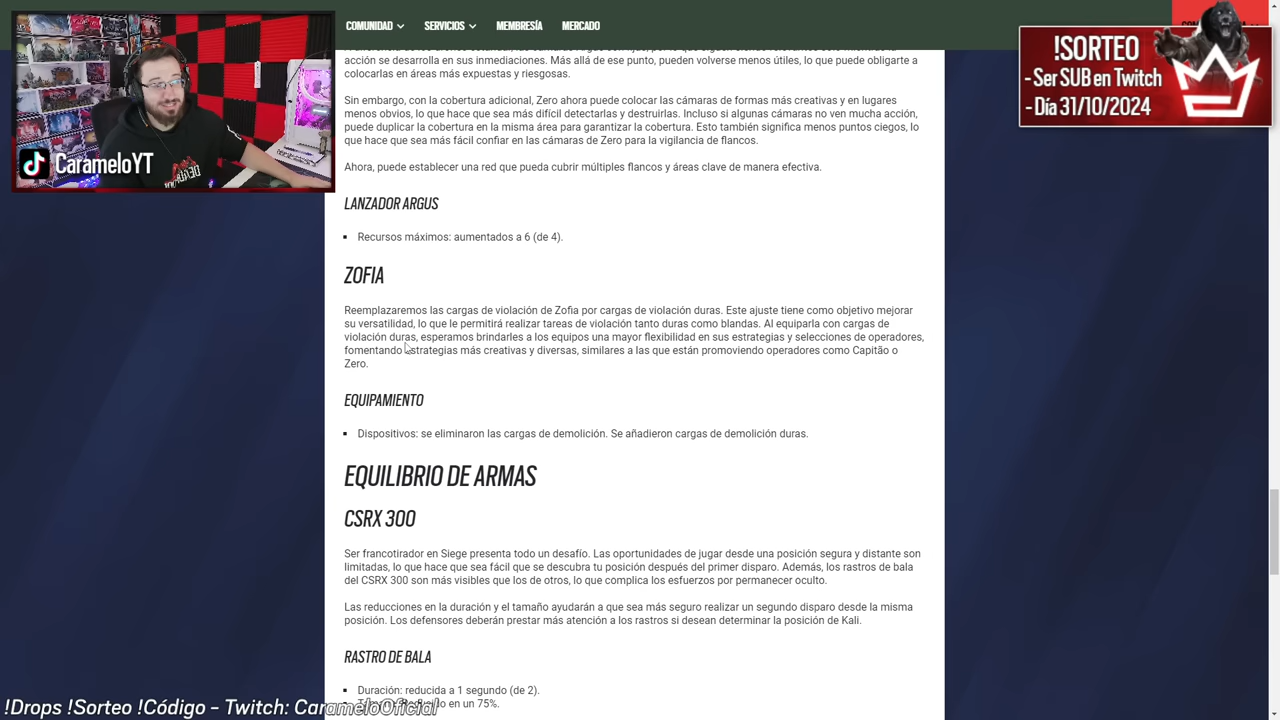 COMUNIDAD SERVICIOS MEMBRESÍA MERCADO
!SORTEO
- Ser SUB en Twitch
- Día 31/10/2024
CarameloYT
acción se desarrolla en sus inmediaciones. Más allá de ese punto, pueden volverse menos útiles, lo que puede obligarte a
colocarlas en áreas más expuestas y riesgosas.
Sin embargo, con la cobertura adicional, Zero ahora puede colocar las cámaras de formas más creativas y en lugares
menos obvios, lo que hace que sea más difícil detectarlas y destruirlas. Incluso si algunas cámaras no ven mucha acción,
puede duplicar la cobertura en la misma área para garantizar la cobertura. Esto también significa menos puntos ciegos, lo
que hace que sea más fácil confiar en las cámaras de Zero para la vigilancia de flancos.
Ahora, puede establecer una red que pueda cubrir múltiples flancos y áreas clave de manera efectiva.
LANZADOR ARGUS
▪ Recursos máximos: aumentados a 6 (de 4).
ZOFIA
Reemplazaremos las cargas de violación de Zofia por cargas de violación duras. Este ajuste tiene como objetivo mejorar
su versatilidad, lo que le permitirá realizar tareas de violación tanto duras como blandas. Al equiparla con cargas de
violación duras, esperamos brindarles a los equipos una mayor flexibilidad en sus estrategias y selecciones de operadores,
fomentando estrategias más creativas y diversas, similares a las que están promoviendo operadores como Capitão o
Zero.
EQUIPAMIENTO
▪ Dispositivos: se eliminaron las cargas de demolición. Se añadieron cargas de demolición duras.
EQUILIBRIO DE ARMAS
CSRX 300
Ser francotirador en Siege presenta todo un desafío. Las oportunidades de jugar desde una posición segura y distante son
limitadas, lo que hace que sea fácil que se descubra tu posición después del primer disparo. Además, los rastros de bala
del CSRX 300 son más visibles que los de otros, lo que complica los esfuerzos por permanecer oculto.
Las reducciones en la duración y el tamaño ayudarán a que sea más seguro realizar un segundo disparo desde la misma
posición. Los defensores deberán prestar más atención a los rastros si desean determinar la posición de Kali.
RASTRO DE BALA
▪ Duración: reducida a 1 segundo (de 2).
en un 75%.
!Drops !Sorteo !Código - Twitch: CarameloOficial